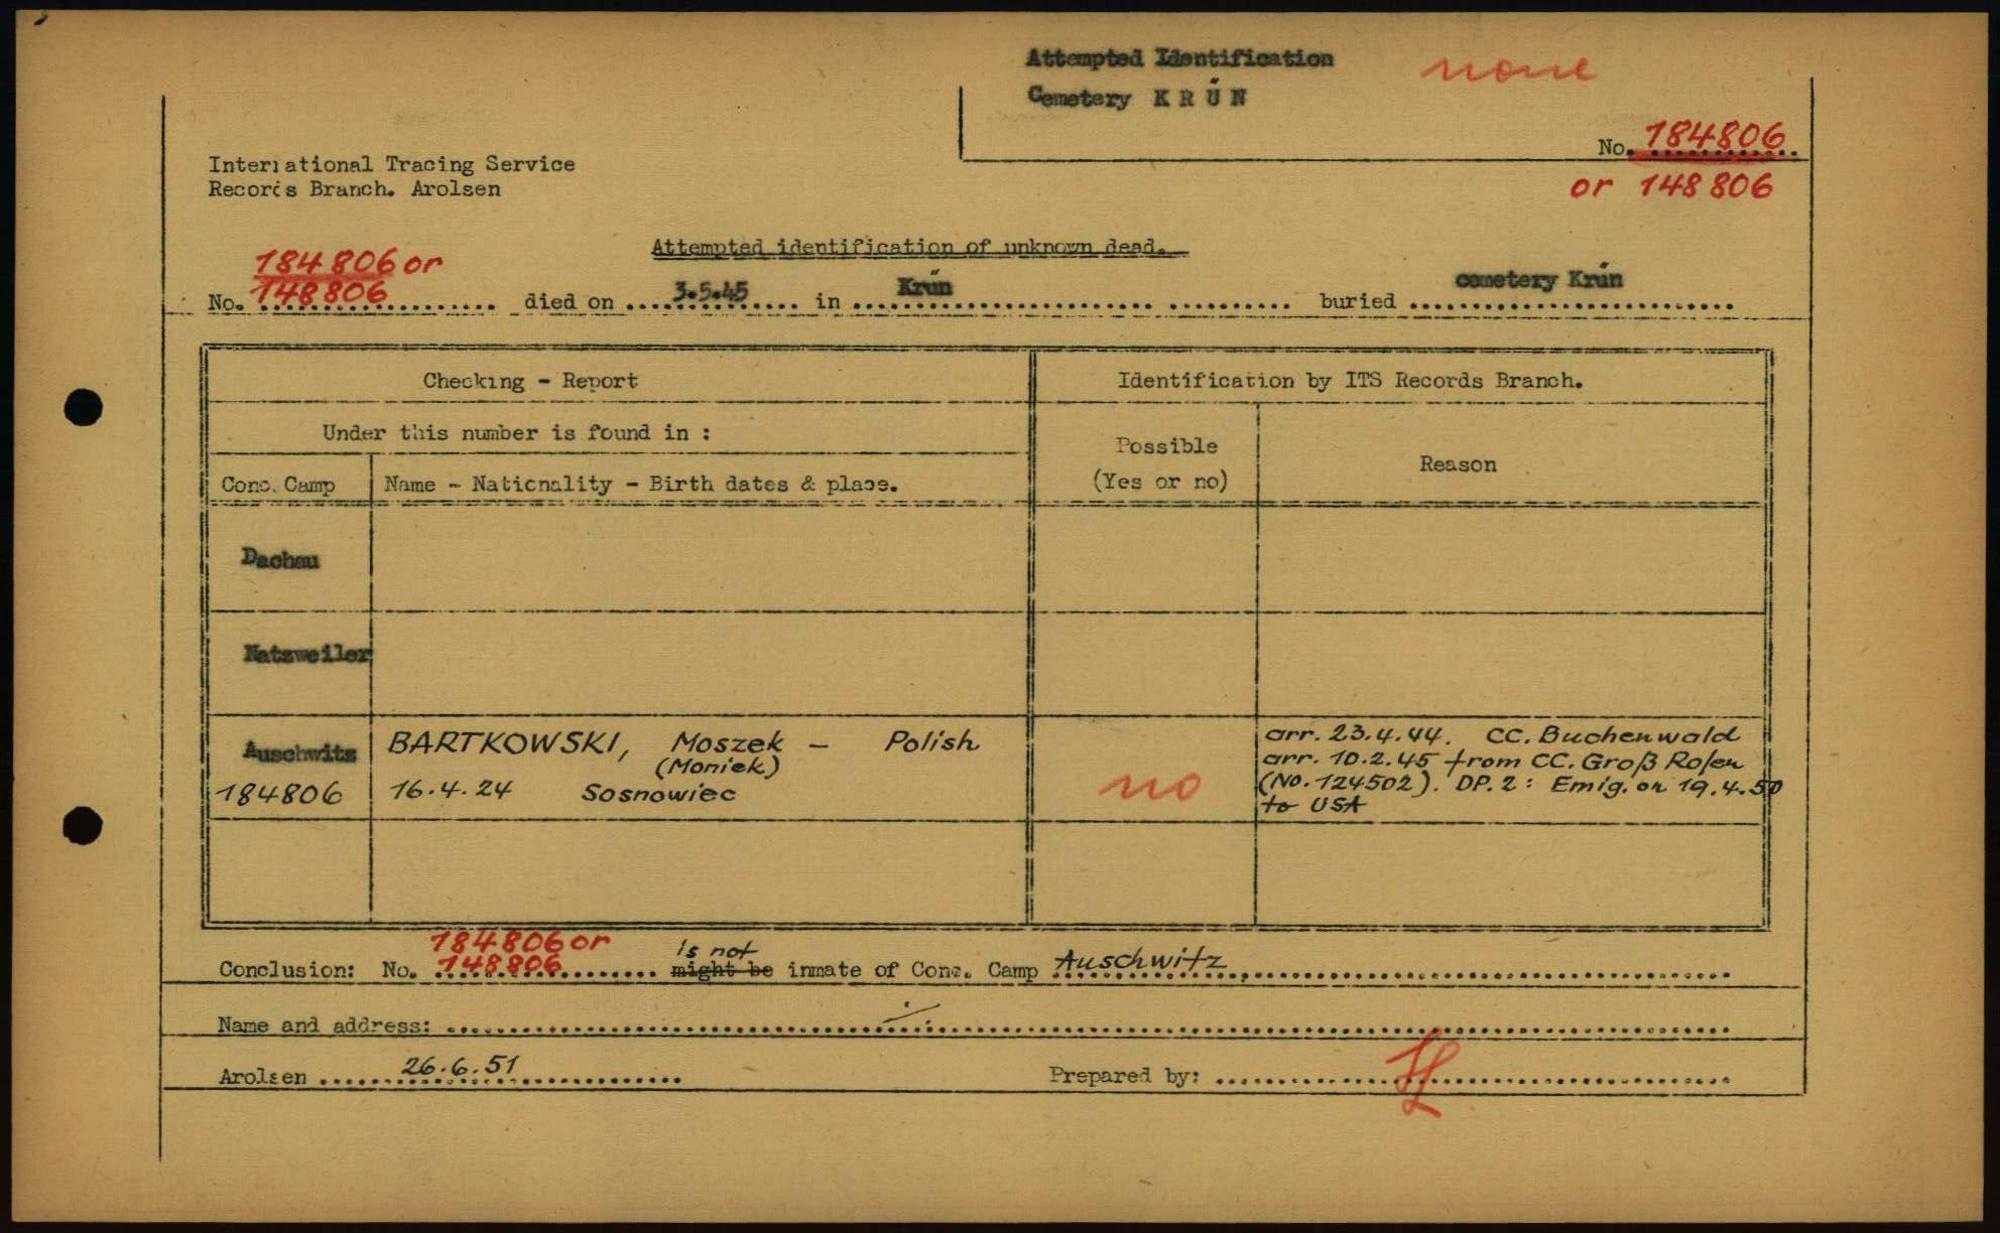 Attempted Identification none
Cemetery KRÜN
No. 184806
or 148806
International Tracing Service
Records Branch. Arolsen
Attempted identification of unknown dead.
184806 or
No. 148806 died on 3.5.45 in Krün buried cemetery Krün
Checking - Report Identification by ITS Records Branch.
Under this number is found in :
Possible
(Yes or no) Reason
Conc. Camp Name - Nationality - Birth dates & place.
Dachau
Natzweiler
Auschwitz BARTKOWSKI, Moszek - Polish
(Moniek)
184806 16.4.24 Sosnowiec
no
arr. 23.4.44. CC. Buchenwald
arr. 10.2.45 from CC. Groß Rosen
(No. 124502). DP. 2: Emig. on 19.4.50
to USA
184806 or is not
Conclusion: No. 148806 might be inmate of Conc. Camp Auschwitz,
Name and address:
Arolsen 26.6.51 Prepared by: